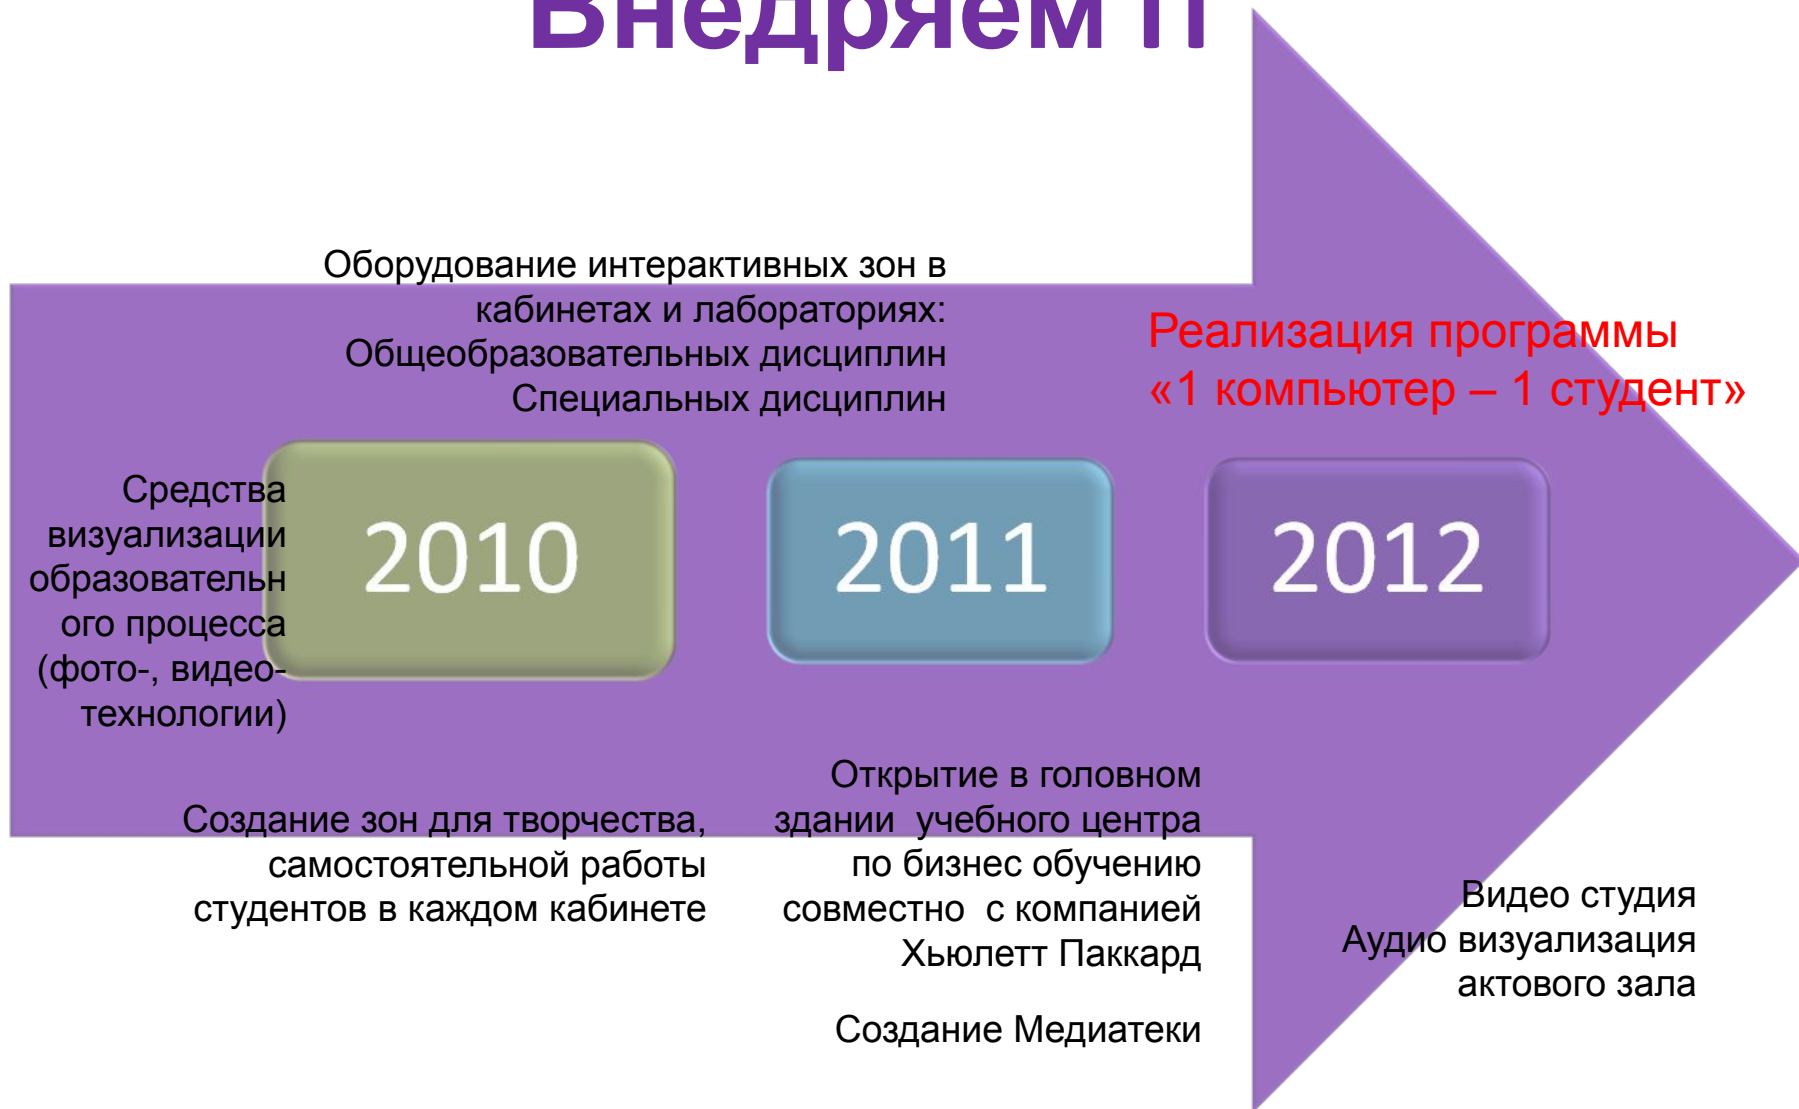 Внедряем
Оборудование интерактивных зон в
кабинетах и лабораториях:
Общеобразовательных дисциплин
Специальных дисциплин
Реализация программы
«1 компьютер – 1 студент»
Средства
визуализации
образовательн
ого процесса
(фото-, видео-
технологии)
2010
2011
2012
Создание зон для творчества,
самостоятельной работы
студентов в каждом кабинете
Открытие в головном
здании учебного центра
по бизнес обучению
совместно с компанией
Хьюлетт Паккард
Создание Медиатеки
Видео студия
Аудио визуализация
актового зала